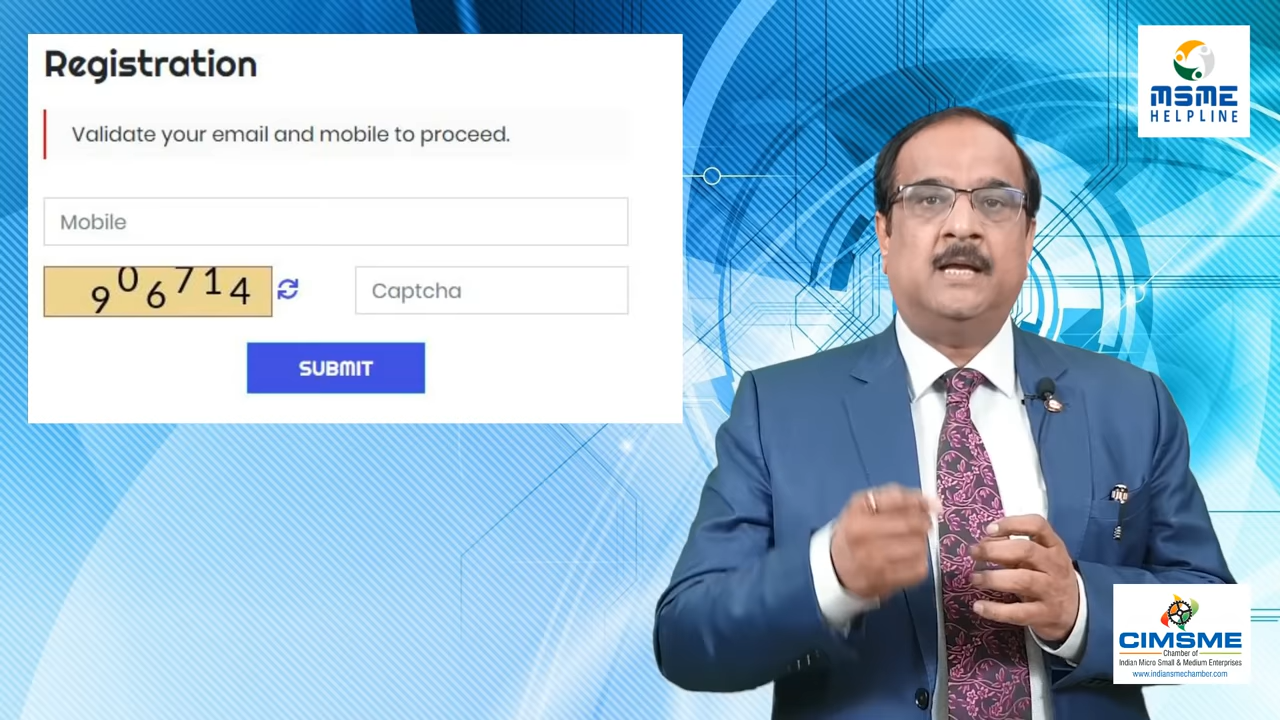 Registration
Validate your email and mobile to proceed.
Mobile
906714
Captcha
SUBMIT
MSME
HELPLINE
CIMSME
Chamber of
Indian Micro Small & Medium Enterprises
www.indiansmechamber.com